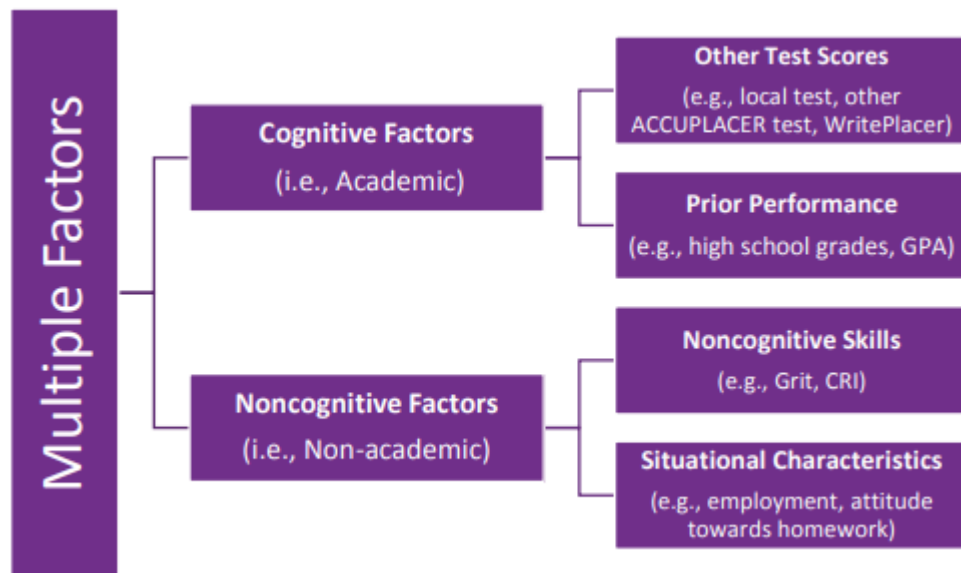 Multiple Factors
Cognitive Factors
(i.e., Academic)
Other Test Scores
(e.g., local test, other
ACCUPLACER test, WritePlacer)
Prior Performance
(e.g., high school grades, GPA)
Noncognitive Factors
(i.e., Non-academic)
Noncognitive Skills
(e.g., Grit, CRI)
Situational Characteristics
(e.g., employment, attitude
towards homework)